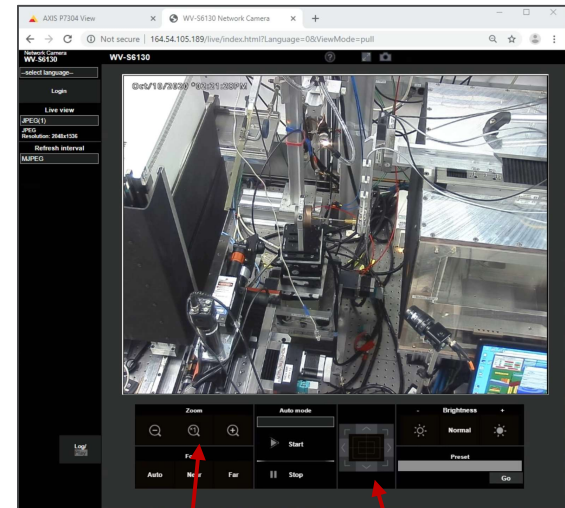 AXIS P7304 View
WV-S6130 Network Camera
Not secure | 164.54.105.189/live/index.html?Language=0&ViewMode=pull
Network Camera
WV-S6130
WV-S6130
--select language--
Login
Live view
JPEG(1)
JPEG
Resolution: 2048x1336
Refresh interval
MJPEG
Log/
Zoom
Auto mode
- Brightness +
Start
Normal
Preset
Auto
Near
Far
Stop
Go